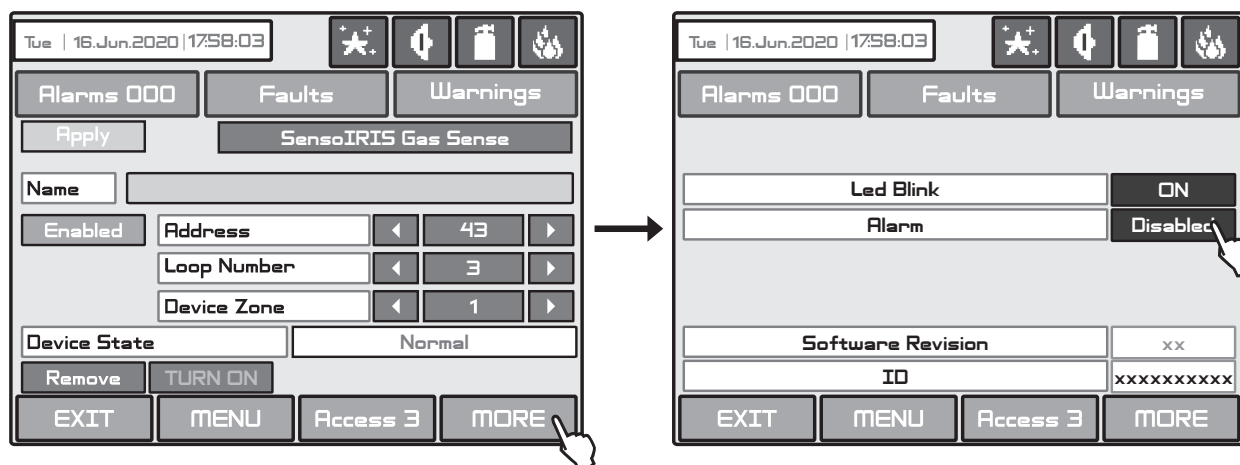 Tue | 16.Jun.2020 | 17:58:03
Alarms 000 Faults Warnings
Apply SensoIRIS Gas Sense
Name
Enabled Address 43
Loop Number 3
Device Zone 1
Device State Normal
Remove TURN ON
EXIT MENU Access 3 MORE
Tue | 16.Jun.2020 | 17:58:03
Alarms 000 Faults Warnings
Led Blink ON
Alarm Disabled
Software Revision xx
ID xxxxxxxxxx
EXIT MENU Access 3 MORE